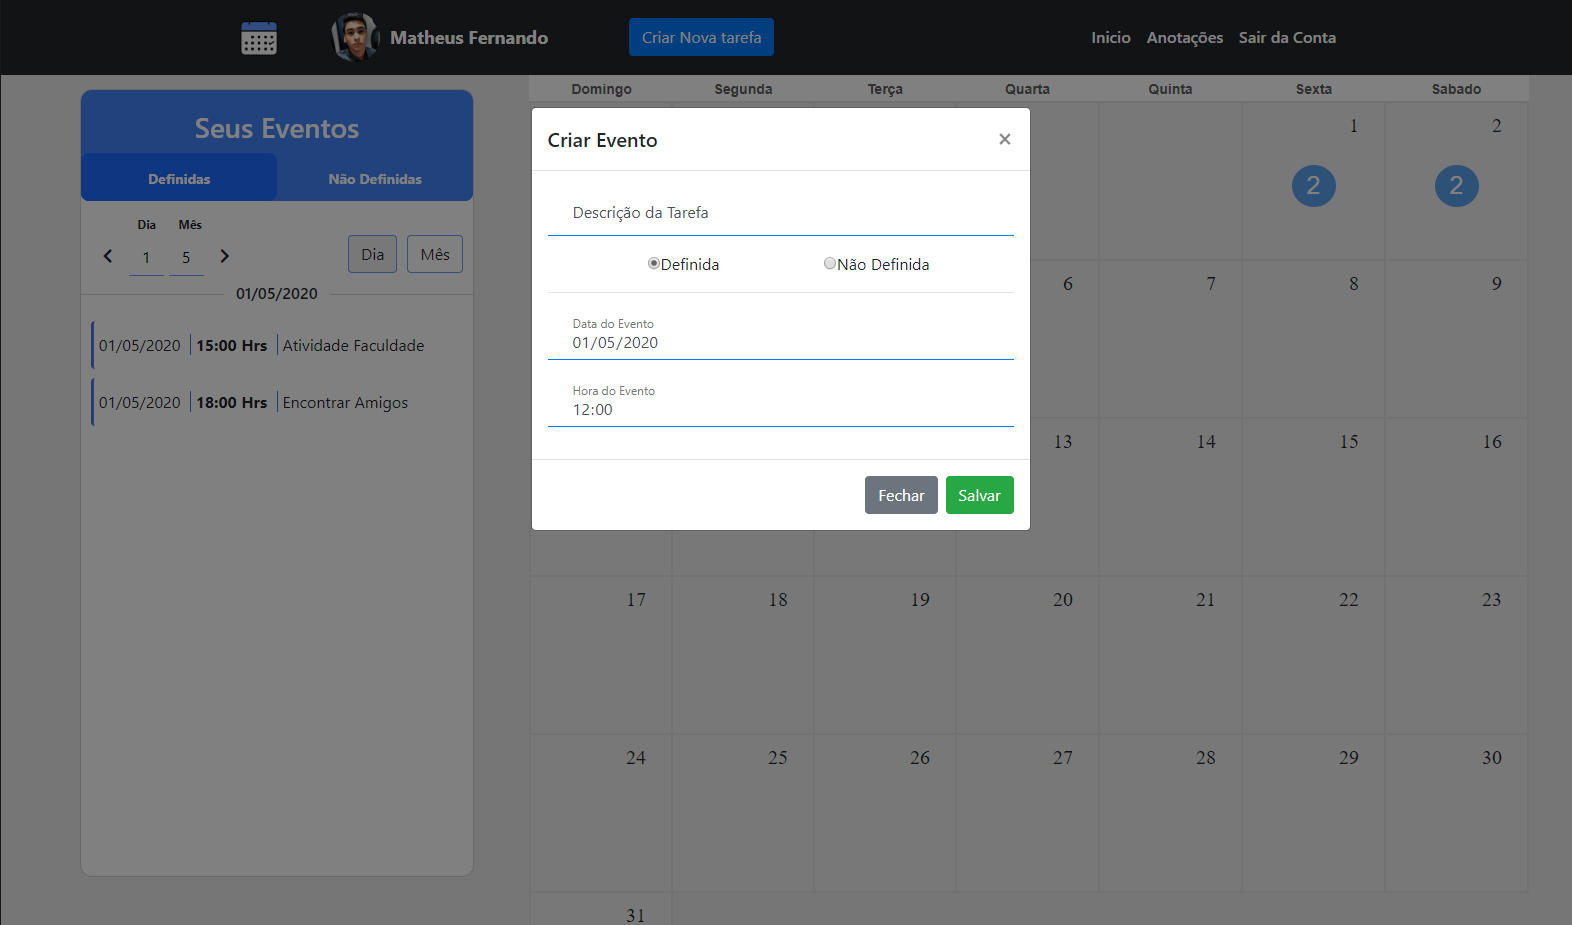 Matheus Fernando
Criar Nova tarefa
Inicio Anotações Sair da Conta
Seus Eventos
Definidas Não Definidas
Dia Mês
1 5
Dia Mês
01/05/2020
01/05/2020 15:00 Hrs Atividade Faculdade
01/05/2020 18:00 Hrs Encontrar Amigos
Domingo Segunda Terça Quarta Quinta Sexta Sabado
1 2
2 2
6 7 8 9
13 14 15 16
17 18 19 20 21 22 23
24 25 26 27 28 29 30
31
Criar Evento ×
Descrição da Tarefa
Definida Não Definida
Data do Evento
01/05/2020
Hora do Evento
12:00
Fechar Salvar